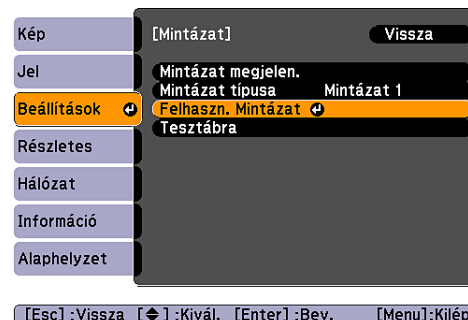 Kép
Jel
Beállítások
Részletes
Hálózat
Információ
Alaphelyzet
[Mintázat] Vissza
Mintázat megjelen.
Mintázat típusa Mintázat 1
Felhaszn. Mintázat
Tesztábra
[Esc] :Vissza [◆] :Kivál. [Enter] :Bev. [Menu]:Kilép